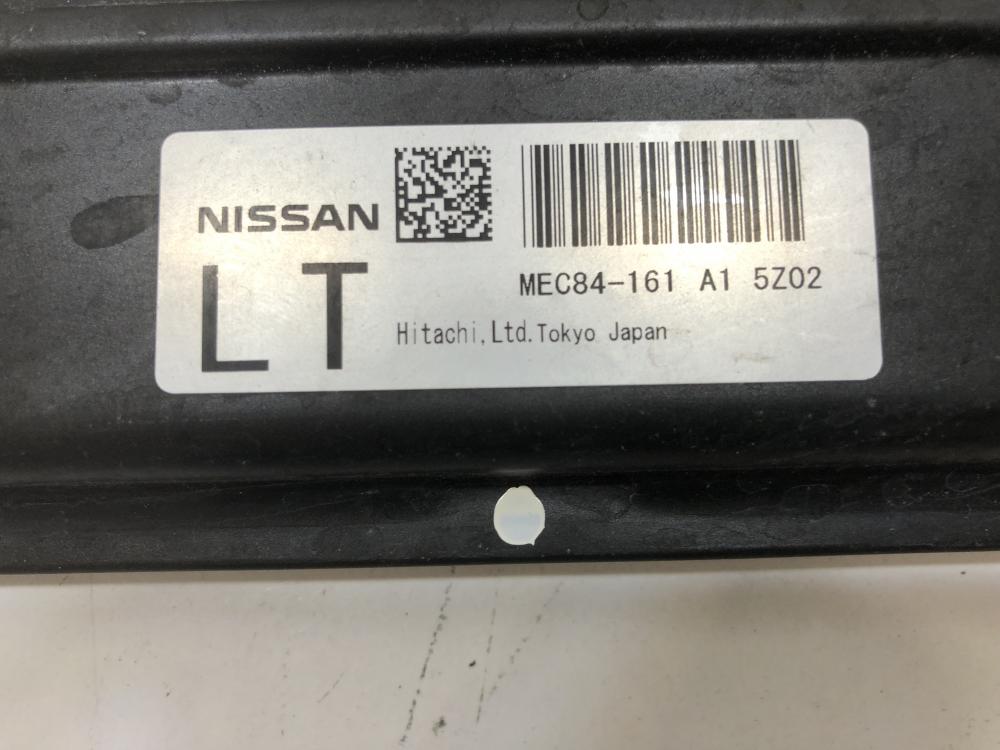 NISSAN
LT
MEC84-161 A1 5Z02
Hitachi,Ltd.Tokyo Japan